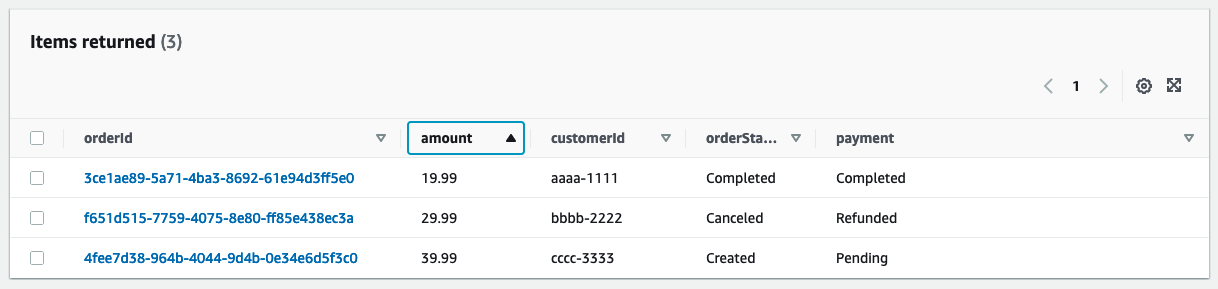 Items returned (3)
1
orderId amount customerId orderSta... payment
3ce1ae89-5a71-4ba3-8692-61e94d3ff5e0 19.99 aaaa-1111 Completed Completed
f651d515-7759-4075-8e80-ff85e438ec3a 29.99 bbbb-2222 Canceled Refunded
4fee7d38-964b-4044-9d4b-0e34e6d5f3c0 39.99 cccc-3333 Created Pending